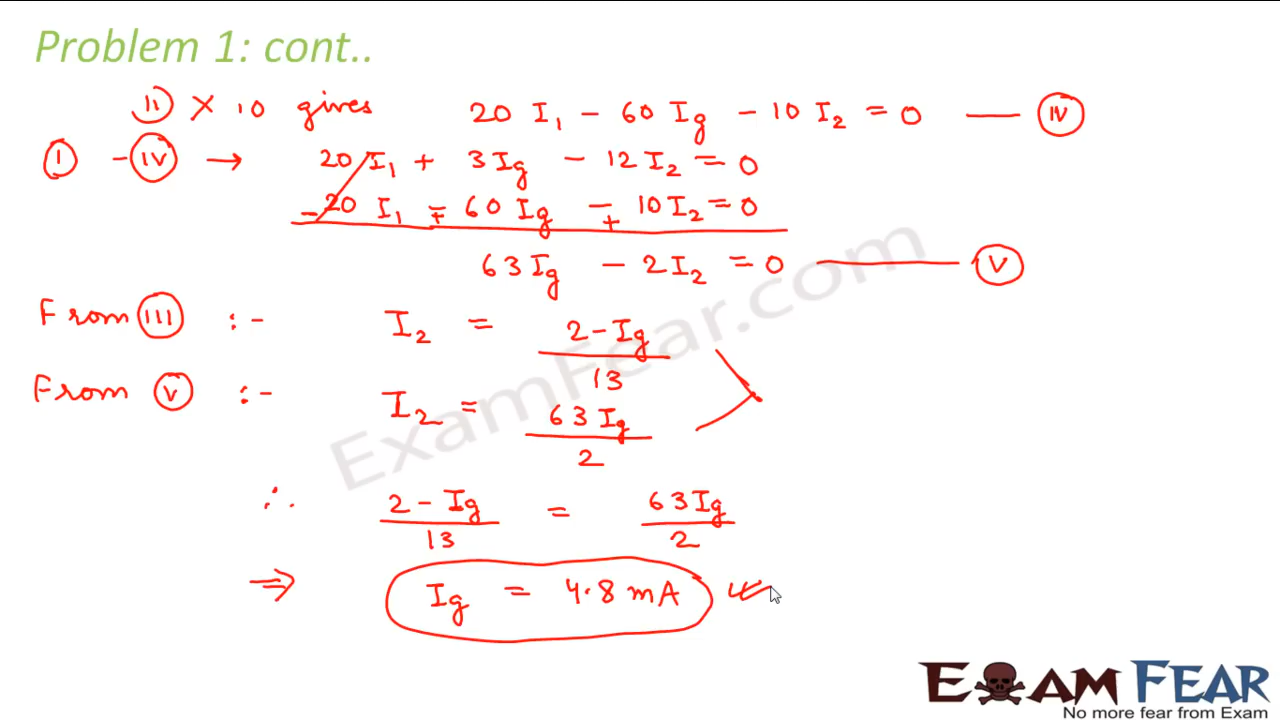 Problem 1: cont..
II × 10 gives 20 I₁ - 60 Ig - 10 I₂ = 0 — IV
I - IV → 20 I₁ + 3 Ig - 12 I₂ = 0
- 20 I₁ ∓ 60 Ig - + 10 I₂ = 0
63 Ig - 2 I₂ = 0 — V
From III :- I₂ = (2 - Ig)/13
From V :- I₂ = 63 Ig/2
∴ (2 - Ig)/13 = 63 Ig/2
⇒ Ig = 4.8 mA
ExamFear.com
EXAM FEAR
No more fear from Exam